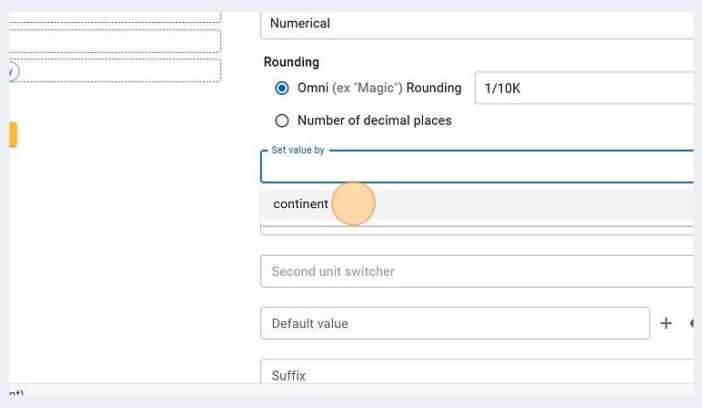 Numerical
Rounding
Omni (ex "Magic") Rounding
1/10K
Number of decimal places
Set value by
continent
Second unit switcher
Default value
Suffix